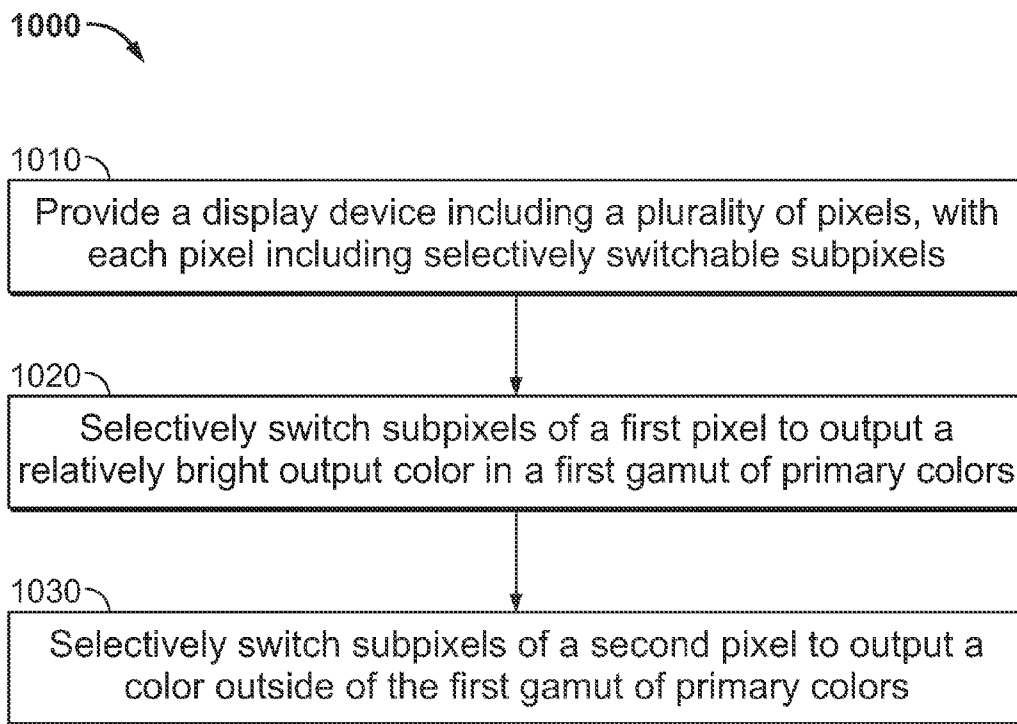 1000
1010
Provide a display device including a plurality of pixels, with
each pixel including selectively switchable subpixels
1020
Selectively switch subpixels of a first pixel to output a
relatively bright output color in a first gamut of primary colors
1030
Selectively switch subpixels of a second pixel to output a
color outside of the first gamut of primary colors